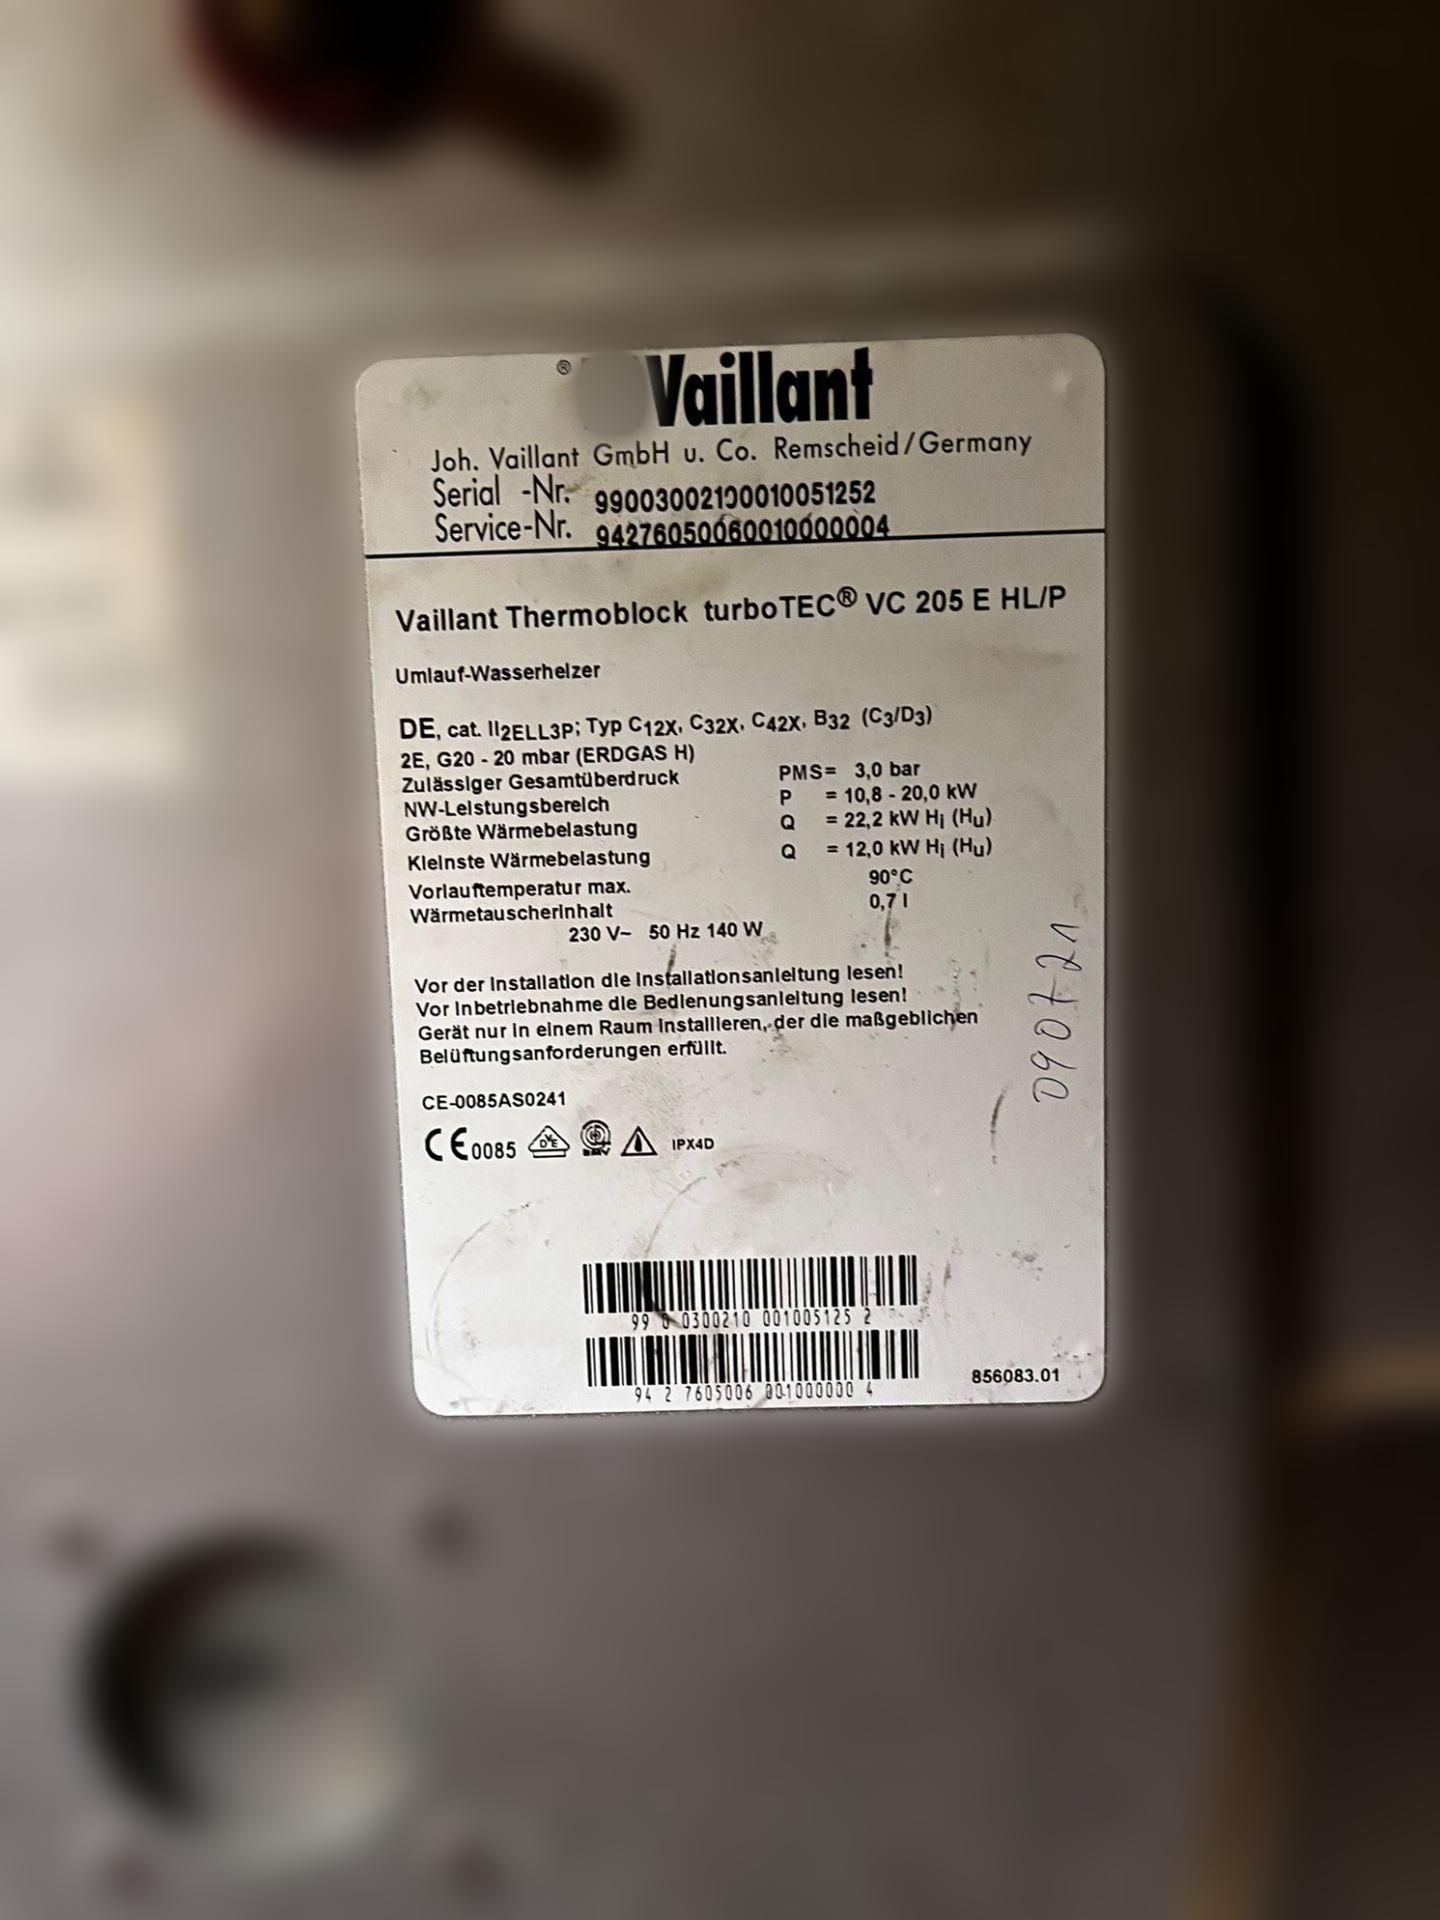 ® Vaillant
Joh. Vaillant GmbH u. Co. Remscheid/Germany
Serial -Nr. 99003002100010051252
Service-Nr. 94276050060010000004
Vaillant Thermoblock turboTEC® VC 205 E HL/P
Umlauf-Wasserheizer
DE, cat. II2ELL3P; Typ C12X, C32X, C42X, B32 (C3/D3)
2E, G20 - 20 mbar (ERDGAS H)
Zulässiger Gesamtüberdruck PMS= 3,0 bar
NW-Leistungsbereich P = 10,8 - 20,0 kW
Größte Wärmebelastung Q = 22,2 kW Hi (Hu)
Kleinste Wärmebelastung Q = 12,0 kW Hi (Hu)
Vorlauftemperatur max. 90°C
Wärmetauscherinhalt 0,7 l
230 V~ 50 Hz 140 W
Vor der Installation die Installationsanleitung lesen!
Vor Inbetriebnahme die Bedienungsanleitung lesen!
Gerät nur in einem Raum installieren, der die maßgeblichen
Belüftungsanforderungen erfüllt.
090721
CE-0085AS0241
CE 0085 DVE IPX4D
99 0 0300210 001005125 2
94 2 7605006 001000000 4
856083.01